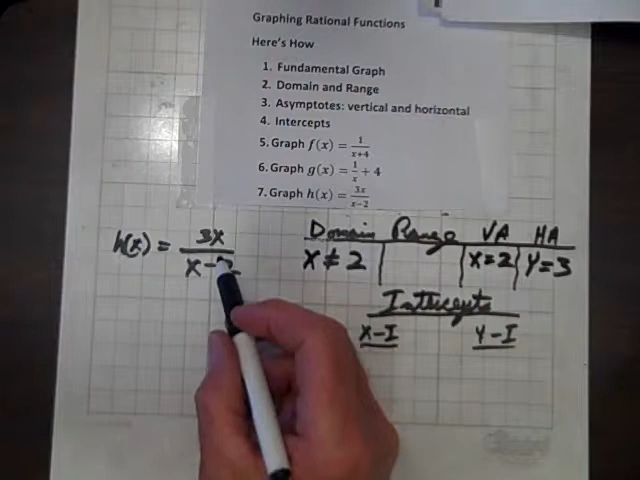 Graphing Rational Functions
Here's How
1. Fundamental Graph
2. Domain and Range
3. Asymptotes: vertical and horizontal
4. Intercepts
5. Graph f(x) = 1/(x+4)
6. Graph g(x) = 1/x + 4
7. Graph h(x) = 3x/(x−2)
h(x) = 3x/(x−2)
Domain Range VA HA
x ≠ 2 x=2 y=3
Intercepts
x-I y-I